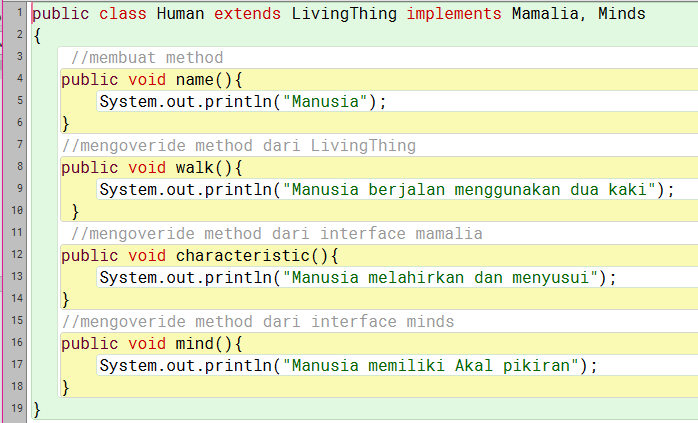 1 public class Human extends LivingThing implements Mamalia, Minds
2 {
3 //membuat method
4 public void name(){
5 System.out.println("Manusia");
6 }
7 //mengoveride method dari LivingThing
8 public void walk(){
9 System.out.println("Manusia berjalan menggunakan dua kaki");
10 }
11 //mengoveride method dari interface mamalia
12 public void characteristic(){
13 System.out.println("Manusia melahirkan dan menyusui");
14 }
15 //mengoveride method dari interface minds
16 public void mind(){
17 System.out.println("Manusia memiliki Akal pikiran");
18 }
19 }